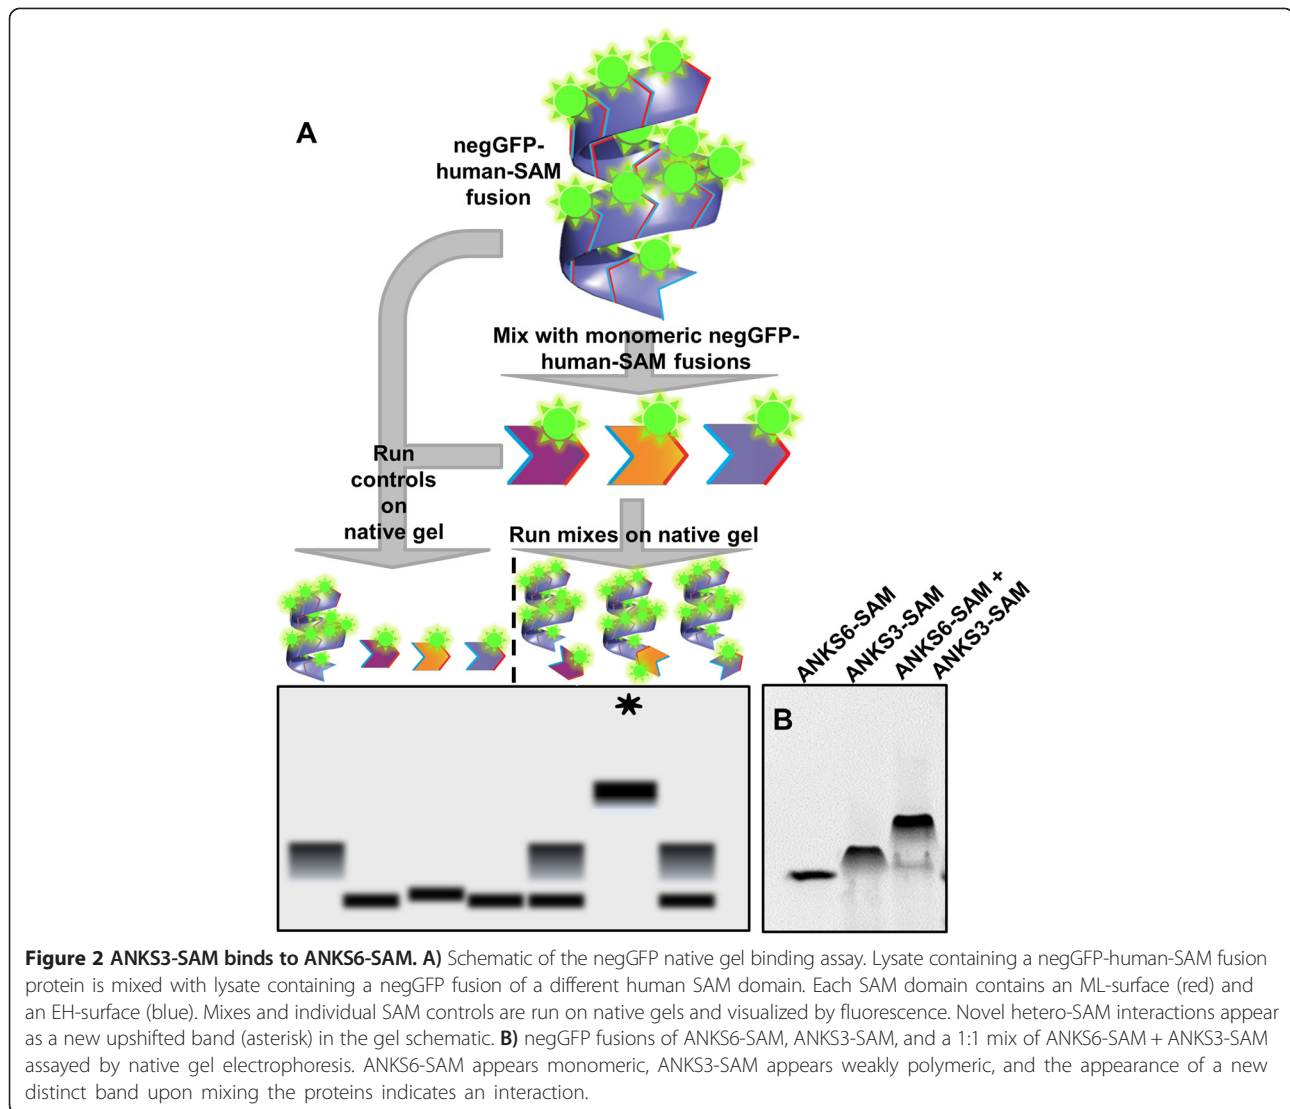 A
negGFP-
human-SAM
fusion
Mix with monomeric negGFP-
human-SAM fusions
Run
controls
on
native gel
Run mixes on native gel
ANKS6-SAM
ANKS3-SAM
ANKS6-SAM +
ANKS3-SAM
B
Figure 2 ANKS3-SAM binds to ANKS6-SAM. A) Schematic of the negGFP native gel binding assay. Lysate containing a negGFP-human-SAM fusion
protein is mixed with lysate containing a negGFP fusion of a different human SAM domain. Each SAM domain contains an ML-surface (red) and
an EH-surface (blue). Mixes and individual SAM controls are run on native gels and visualized by fluorescence. Novel hetero-SAM interactions appear
as a new upshifted band (asterisk) in the gel schematic. B) negGFP fusions of ANKS6-SAM, ANKS3-SAM, and a 1:1 mix of ANKS6-SAM + ANKS3-SAM
assayed by native gel electrophoresis. ANKS6-SAM appears monomeric, ANKS3-SAM appears weakly polymeric, and the appearance of a new
distinct band upon mixing the proteins indicates an interaction.